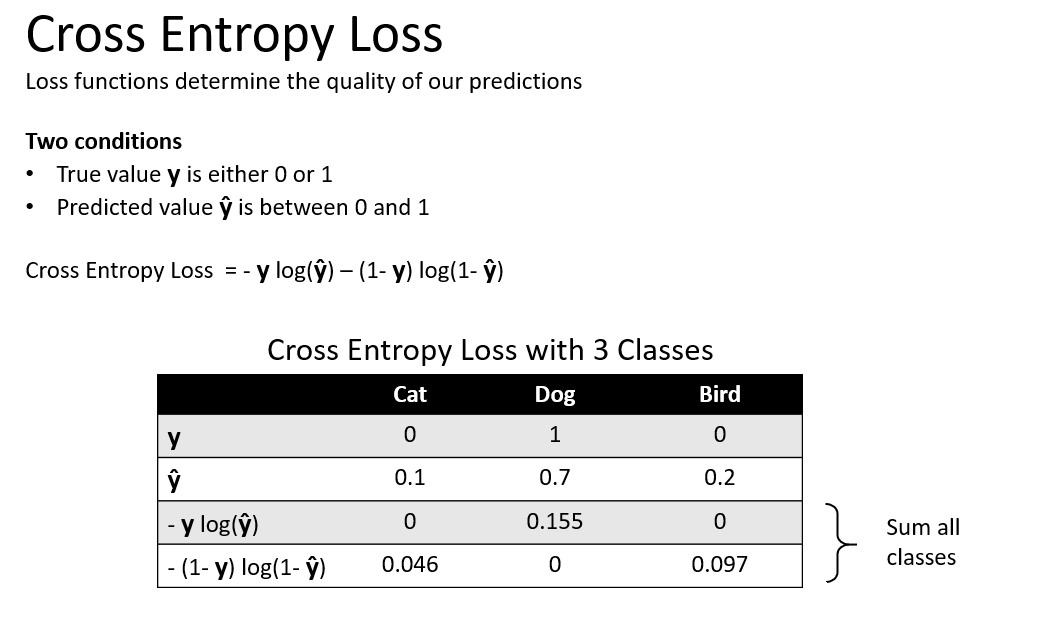 Cross Entropy Loss
Loss functions determine the quality of our predictions
Two conditions
• True value y is either 0 or 1
• Predicted value ŷ is between 0 and 1
Cross Entropy Loss = - y log(ŷ) – (1- y) log(1- ŷ)
Cross Entropy Loss with 3 Classes
Cat Dog Bird
y 0 1 0
ŷ 0.1 0.7 0.2
- y log(ŷ) 0 0.155 0
- (1- y) log(1- ŷ) 0.046 0 0.097
Sum all
classes